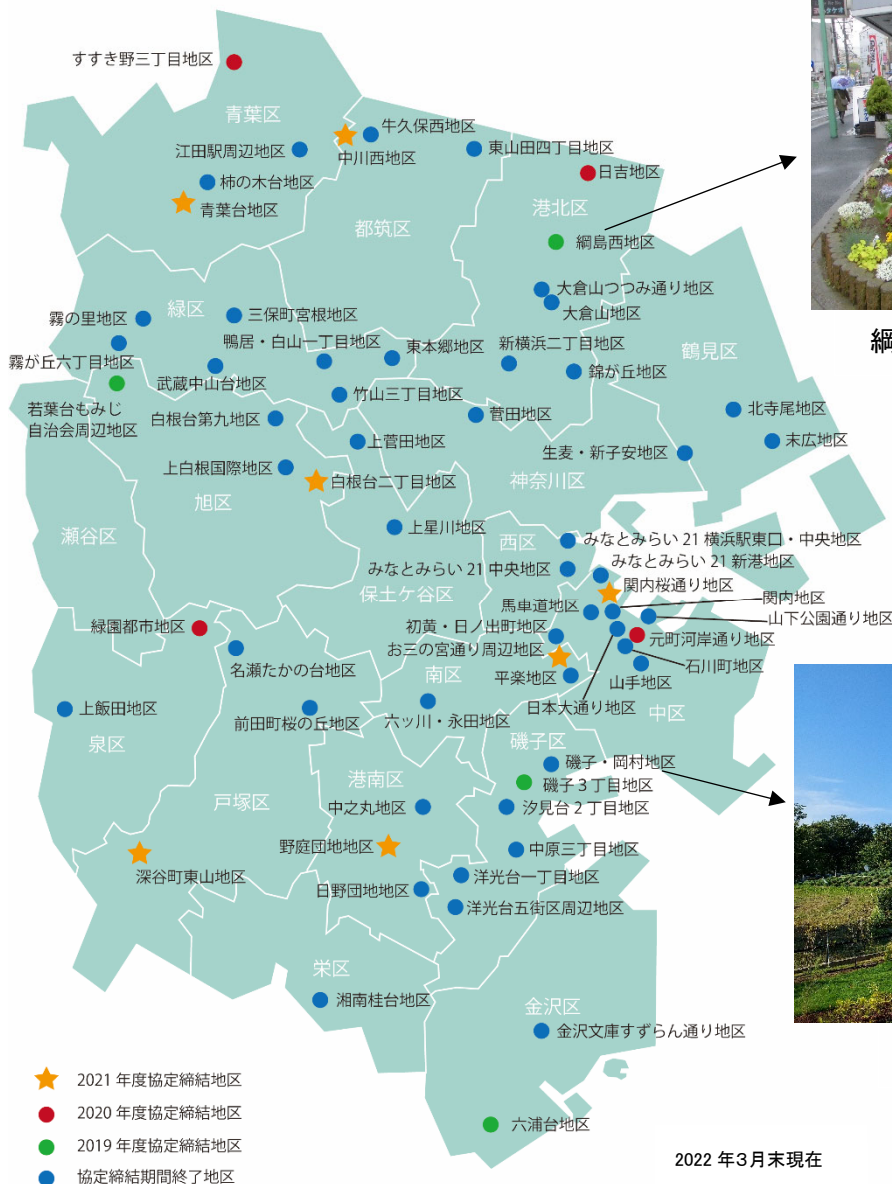 すすき野三丁目地区
青葉区
牛久保西地区
江田駅周辺地区
中川西地区
東山田四丁目地区
日吉地区
柿の木台地区
港北区
青葉台地区
都筑区
綱島西地区
大倉山つつみ通り地区
緑区
大倉山地区
霧の里地区
三保町宮根地区
鴨居・白山一丁目地区
東本郷地区
新横浜二丁目地区
綱
鶴見区
霧が丘六丁目地区
武蔵中山台地区
錦が丘地区
竹山三丁目地区
若葉台もみじ
自治会周辺地区
白根台第九地区
菅田地区
北寺尾地区
上菅田地区
生麦・新子安地区
末広地区
上白根国際地区
白根台二丁目地区
神奈川区
旭区
瀬谷区
上星川地区
西区
みなとみらい 21 横浜駅東口・中央地区
みなとみらい 21 新港地区
みなとみらい 21 中央地区
関内桜通り地区
保土ケ谷区
馬車道地区
関内地区
山下公園通り地区
緑園都市地区
初黄・日ノ出町地区
元町河岸通り地区
お三の宮通り周辺地区
石川町地区
名瀬たかの台地区
南区
平楽地区
山手地区
日本大通り地区
中区
上飯田地区
前田町桜の丘地区
六ッ川・永田地区
泉区
磯子区
磯子・岡村地区
港南区
磯子3丁目地区
戸塚区
中之丸地区
汐見台2丁目地区
野庭団地地区
中原三丁目地区
深谷町東山地区
洋光台一丁目地区
日野団地地区
洋光台五街区周辺地区
栄区
湘南桂台地区
金沢区
金沢文庫すずらん通り地区
2021 年度協定締結地区
2020 年度協定締結地区
2019 年度協定締結地区
協定締結期間終了地区
六浦台地区
2022 年3月末現在